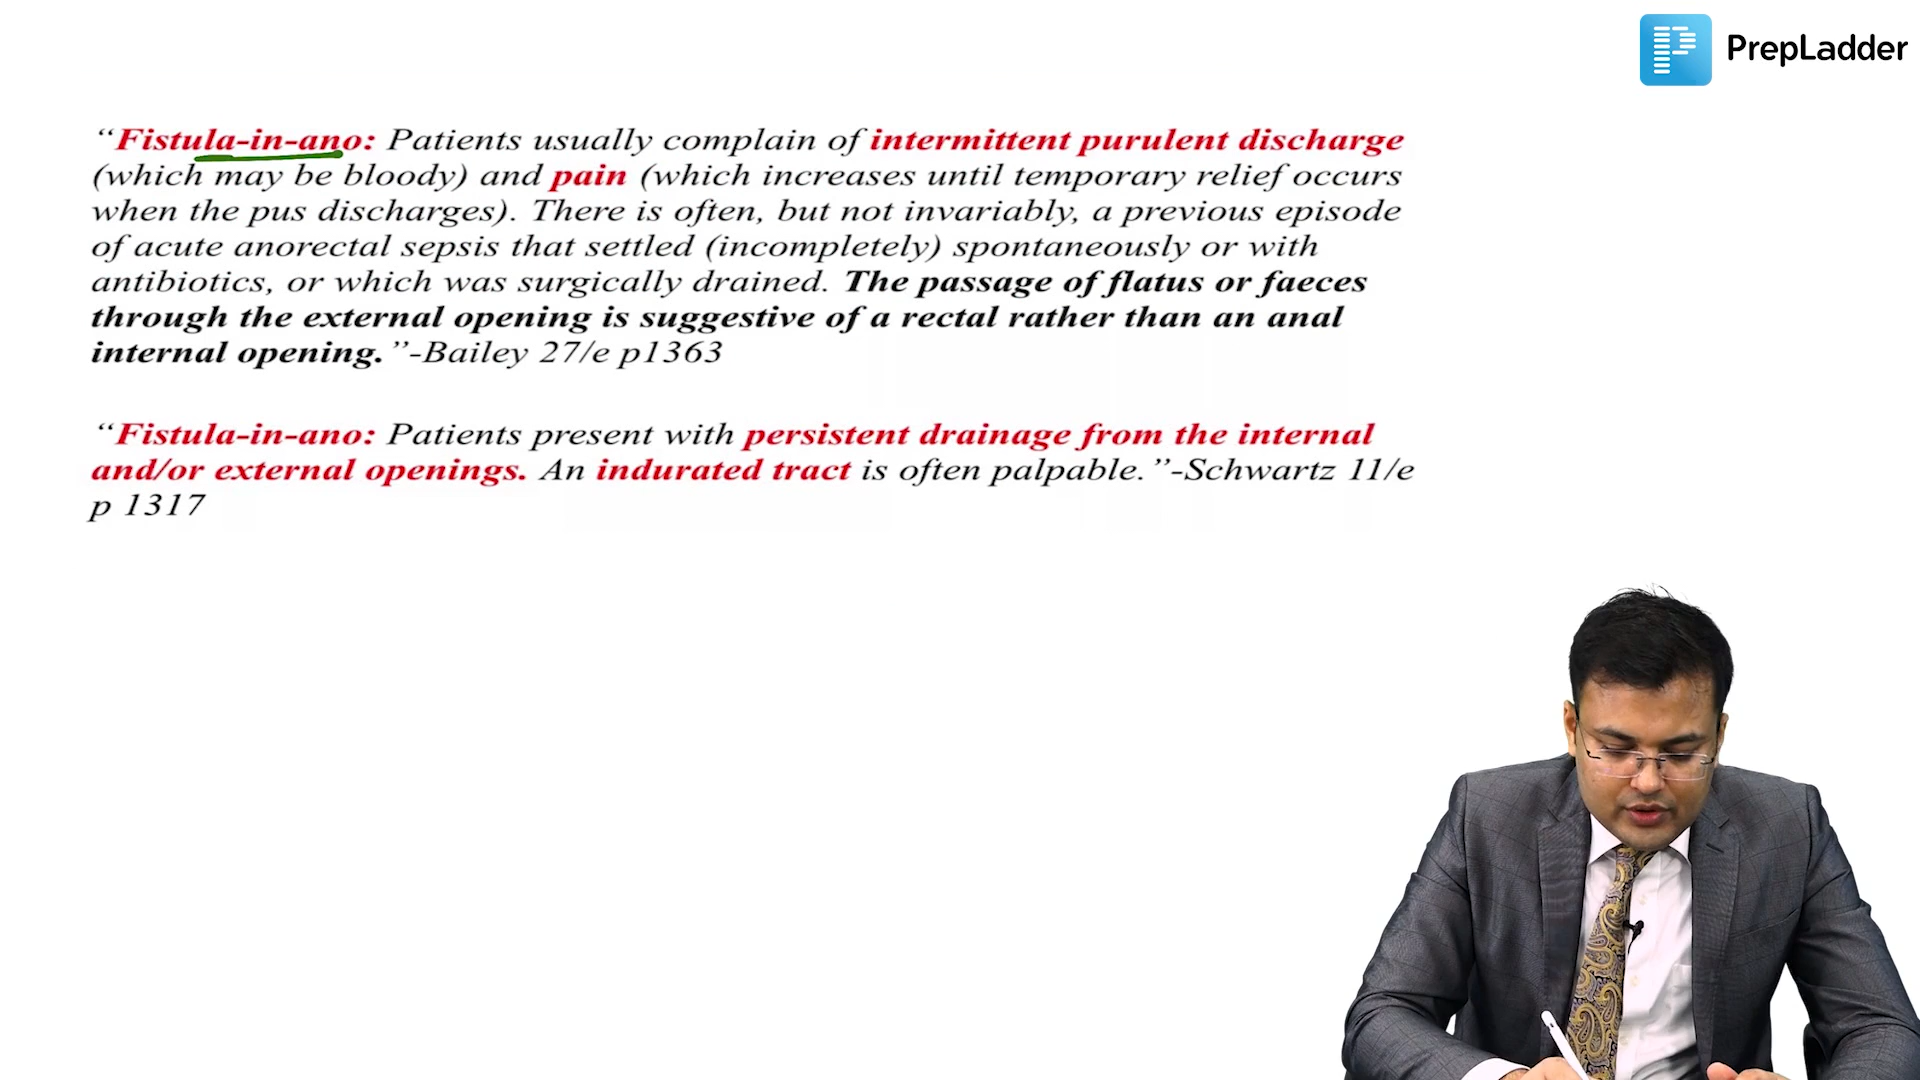 PrepLadder
“Fistula-in-ano: Patients usually complain of intermittent purulent discharge
(which may be bloody) and pain (which increases until temporary relief occurs
when the pus discharges). There is often, but not invariably, a previous episode
of acute anorectal sepsis that settled (incompletely) spontaneously or with
antibiotics, or which was surgically drained. The passage of flatus or faeces
through the external opening is suggestive of a rectal rather than an anal
internal opening.”-Bailey 27/e p1363
“Fistula-in-ano: Patients present with persistent drainage from the internal
and/or external openings. An indurated tract is often palpable.”-Schwartz 11/e
p 1317